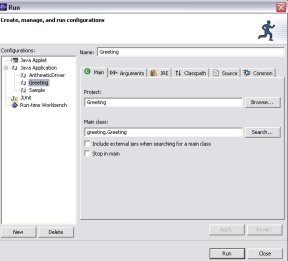 Run
Create, manage, and run configurations
Configurations:
Java Applet
Java Application
ArithmeticDriver
Greeting
Sample
JUnit
Run-time Workbench
New
Delete
Name: Greeting
Main
(x)= Arguments
JRE
Classpath
Source
Common
Project:
Greeting
Browse...
Main class:
greeting.Greeting
Search...
Include external jars when searching for a main class
Stop in main
Apply
Revert
Run
Close